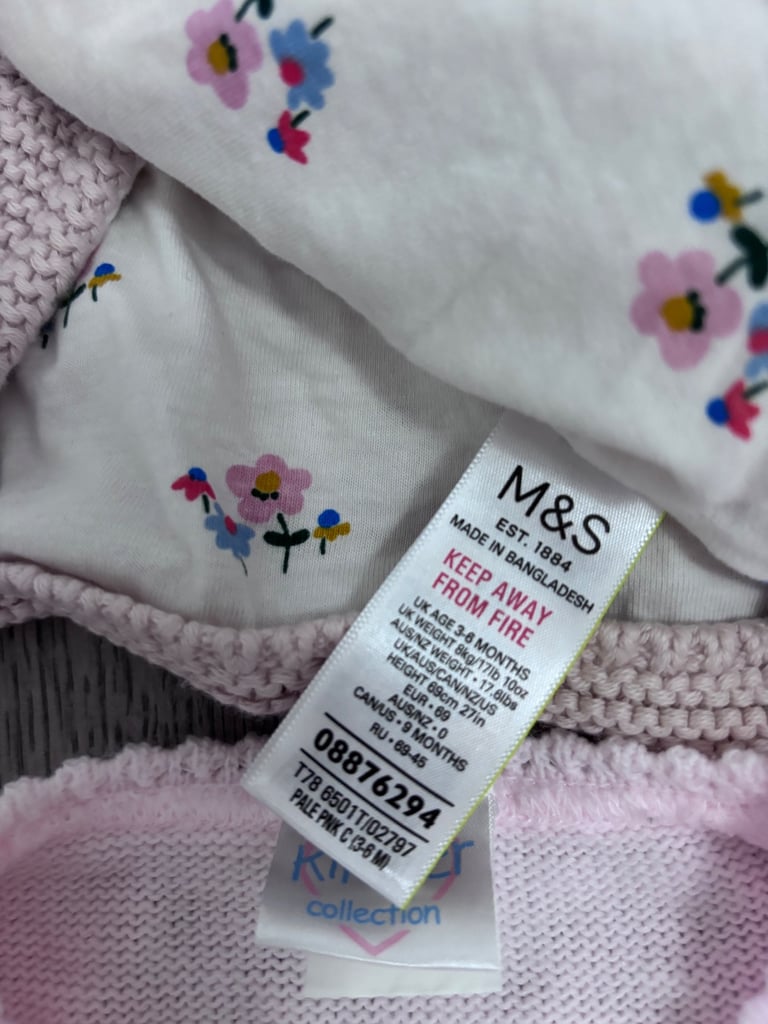 M&S
EST. 1884
MADE IN BANGLADESH
KEEP AWAY
FROM FIRE
UK AGE 3-6 MONTHS
UK WEIGHT 8kg/17lb 10oz
AUS/NZ WEIGHT - 17.6lbs
UK/AUS/CAN/NZ/US
HEIGHT 69cm 27in
EUR - 69
AUS/NZ - 0
CAN/US - 9 MONTHS
RU - 69-45
08876294
T78 6501T/02797
PALE PNK C (3-6 M)
collection